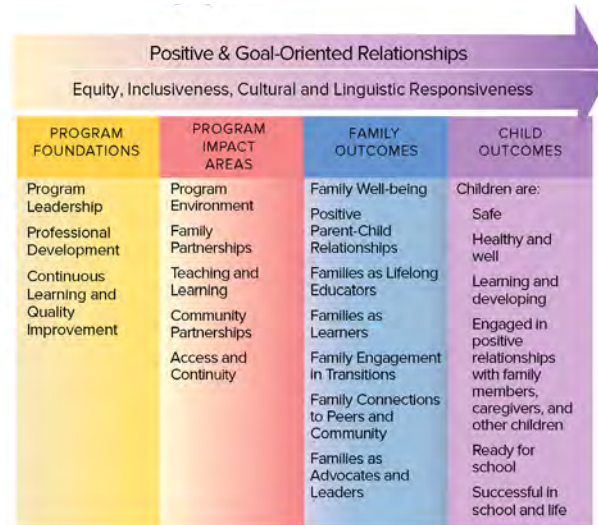 Positive & Goal-Oriented Relationships
Equity, Inclusiveness, Cultural and Linguistic Responsiveness
PROGRAM
FOUNDATIONS
Program
Leadership
Professional
Development
Continuous
Learning and
Quality
Improvement
PROGRAM
IMPACT
AREAS
Program
Environment
Family
Partnerships
Teaching and
Learning
Community
Partnerships
Access and
Continuity
FAMILY
OUTCOMES
Family Well-being
Positive
Parent-Child
Relationships
Families as Lifelong
Educators
Families as
Learners
Family Engagement
in Transitions
Family Connections
to Peers and
Community
Families as
Advocates and
Leaders
CHILD
OUTCOMES
Children are:
Safe
Healthy and
well
Learning and
developing
Engaged in
positive
relationships
with family
members,
caregivers, and
other children
Ready for
school
Successful in
school and life